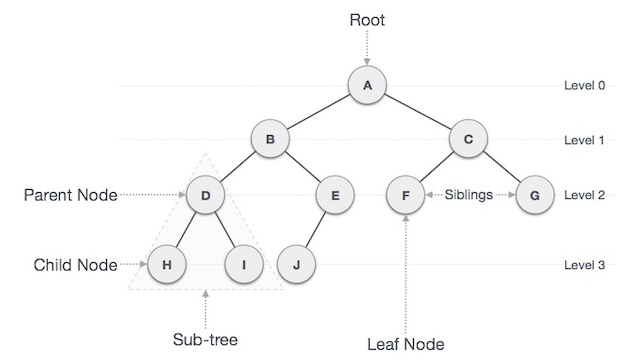 Root
A
Level 0
B
C
Level 1
Parent Node
D
E
F
Siblings
G
Level 2
Child Node
H
I
J
Level 3
Sub-tree
Leaf Node